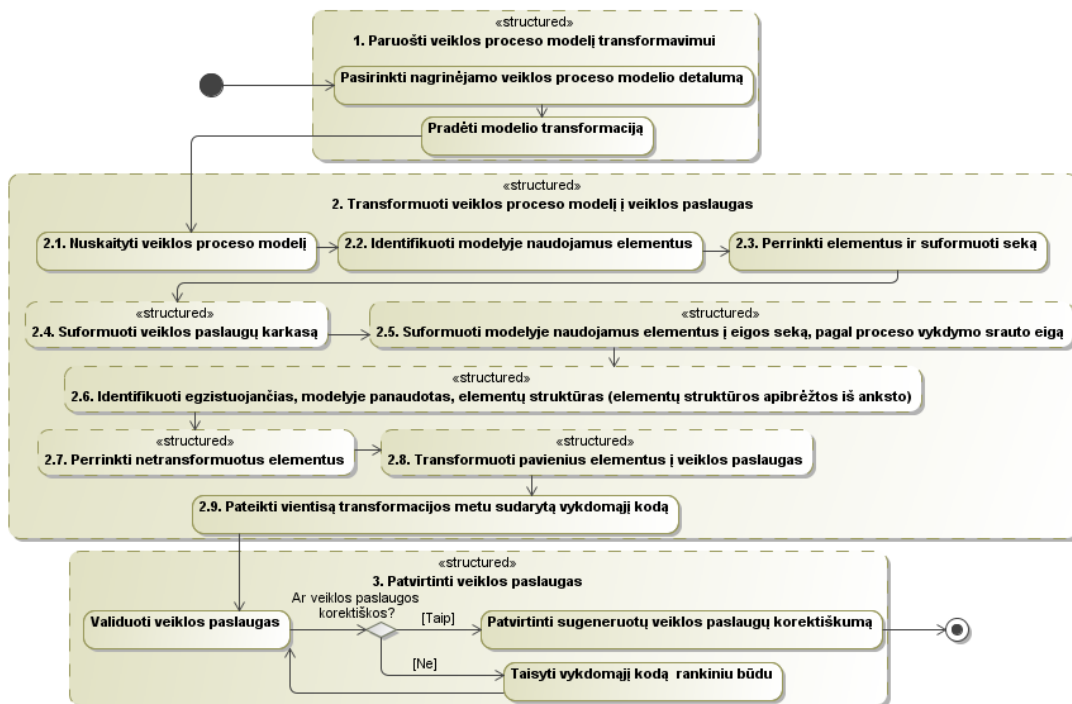 «structured»
1. Paruošti veiklos proceso modelį transformavimui
Pasirinkti nagrinėjamo veiklos proceso modelio detalumą
Pradėti modelio transformaciją
«structured»
2. Transformuoti veiklos proceso modelį į veiklos paslaugas
2.1. Nuskaityti veiklos proceso modelį
2.2. Identifikuoti modelyje naudojamus elementus
2.3. Perrinkti elementus ir suformuoti seką
«structured»
2.4. Suformuoti veiklos paslaugų karkasą
«structured»
2.5. Suformuoti modelyje naudojamus elementus į eigos seką, pagal proceso vykdymo srauto eigą
«structured»
2.6. Identifikuoti egzistuojančias, modelyje panaudotas, elementų struktūras (elementų struktūros apibrėžtos iš anksto)
«structured»
2.7. Perrinkti netransformuotus elementus
«structured»
2.8. Transformuoti pavienius elementus į veiklos paslaugas
2.9. Pateikti vientisą transformacijos metu sudarytą vykdomąjį kodą
«structured»
3. Patvirtinti veiklos paslaugas
Validuoti veiklos paslaugas
Ar veiklos paslaugos
korektiškos?
[Taip]
Patvirtinti sugeneruotų veiklos paslaugų korektiškumą
[Ne]
Taisyti vykdomąjį kodą rankiniu būdu